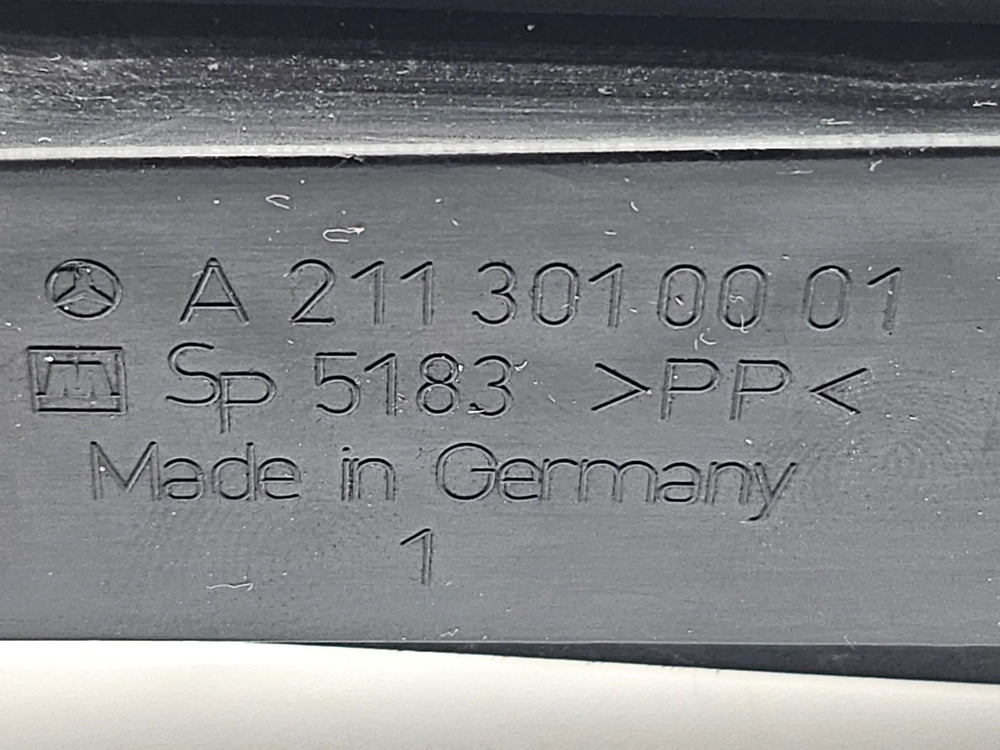 A 211 301 00 01
Sp 5183 >PP<
Made in Germany
1